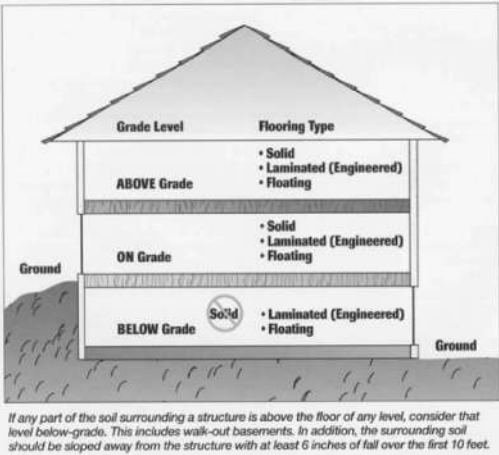 Grade Level Flooring Type
• Solid
• Laminated (Engineered)
• Floating
ABOVE Grade
• Solid
• Laminated (Engineered)
• Floating
ON Grade
Ground
Solid • Laminated (Engineered)
• Floating
BELOW Grade
Ground
If any part of the soil surrounding a structure is above the floor of any level, consider that
level below-grade. This includes walk-out basements. In addition, the surrounding soil
should be sloped away from the structure with at least 6 inches of fall over the first 10 feet.